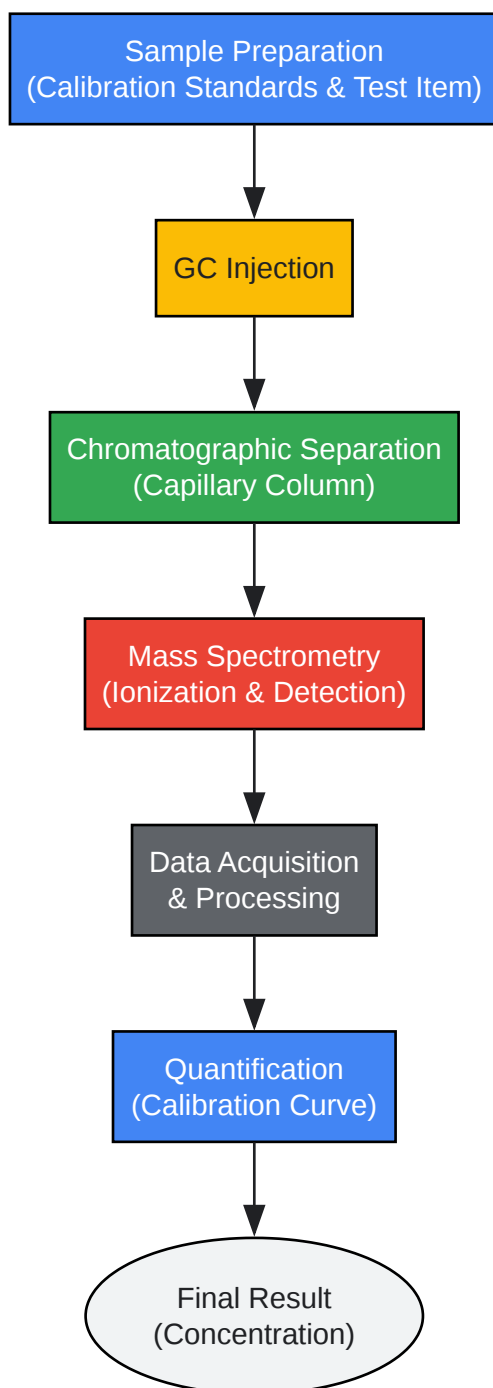 Sample Preparation
(Calibration Standards & Test Item)
GC Injection
Chromatographic Separation
(Capillary Column)
Mass Spectrometry
(Ionization & Detection)
Data Acquisition
& Processing
Quantification
(Calibration Curve)
Final Result
(Concentration)